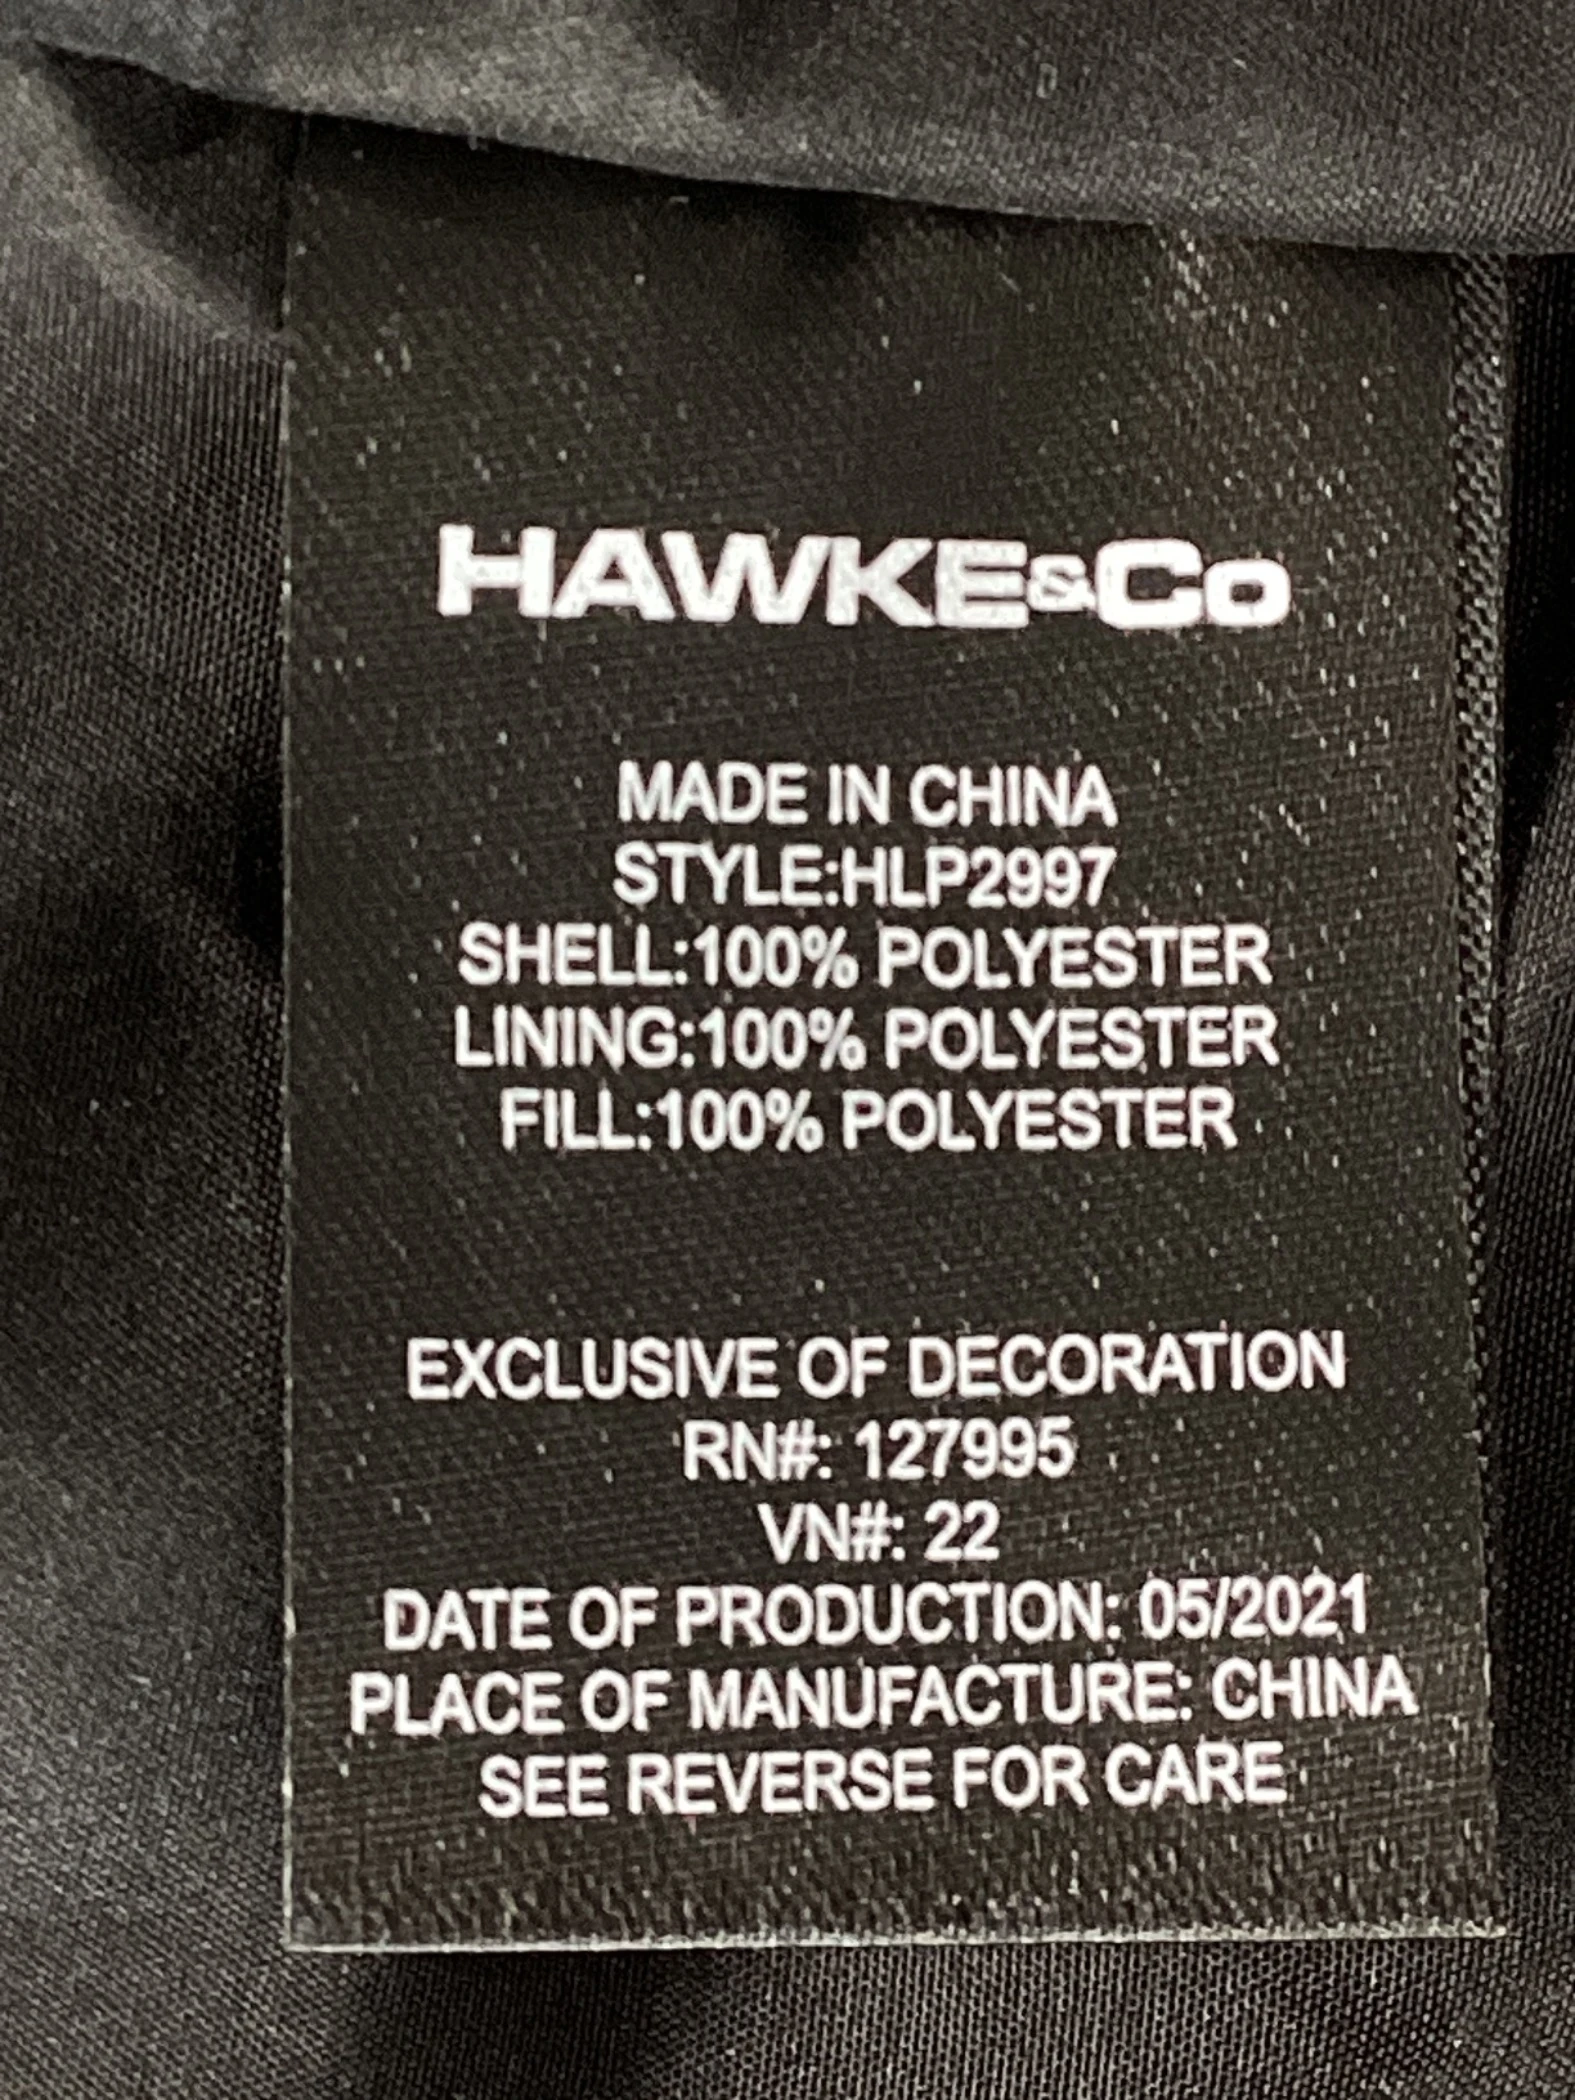 HAWKE&Co
MADE IN CHINA
STYLE:HLP2997
SHELL:100% POLYESTER
LINING:100% POLYESTER
FILL:100% POLYESTER
EXCLUSIVE OF DECORATION
RN#: 127995
VN#: 22
DATE OF PRODUCTION: 05/2021
PLACE OF MANUFACTURE: CHINA
SEE REVERSE FOR CARE